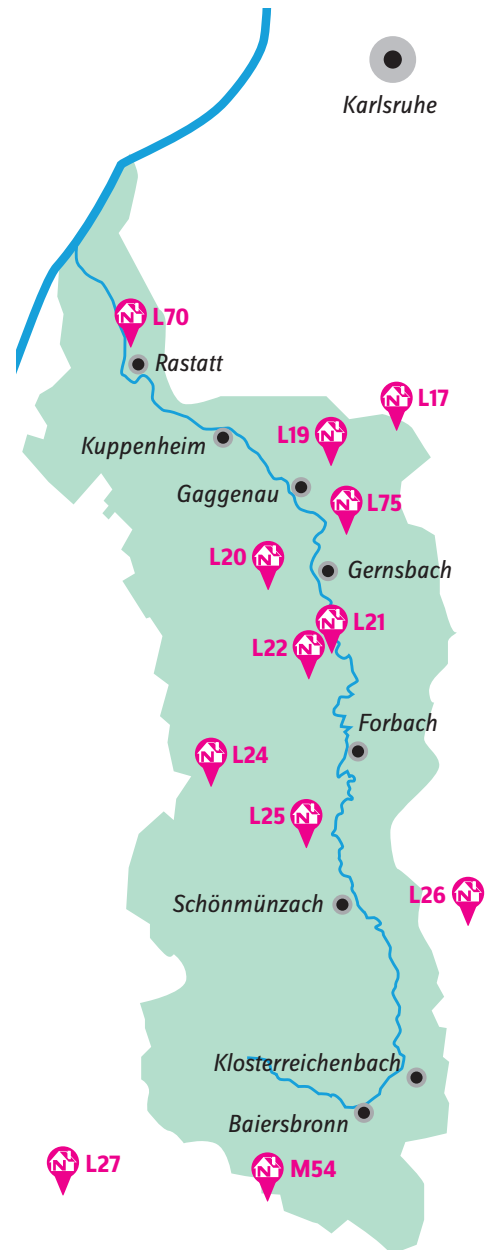 Karlsruhe
L70
Rastatt
L17
L19
Kuppenheim
Gaggenau
L75
L20
Gernsbach
L21
L22
Forbach
L24
L25
L26
Schönmünzach
Klosterreichenbach
Baiersbronn
L27
M54